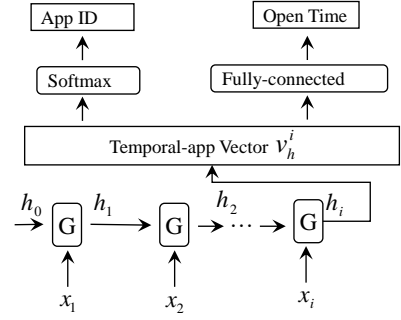 App ID Open Time
Softmax Fully-connected
Temporal-app Vector $v_h^i$
$h_0$ $h_1$ $h_2$ $h_i$
G G ... G
$x_1$ $x_2$ $x_i$